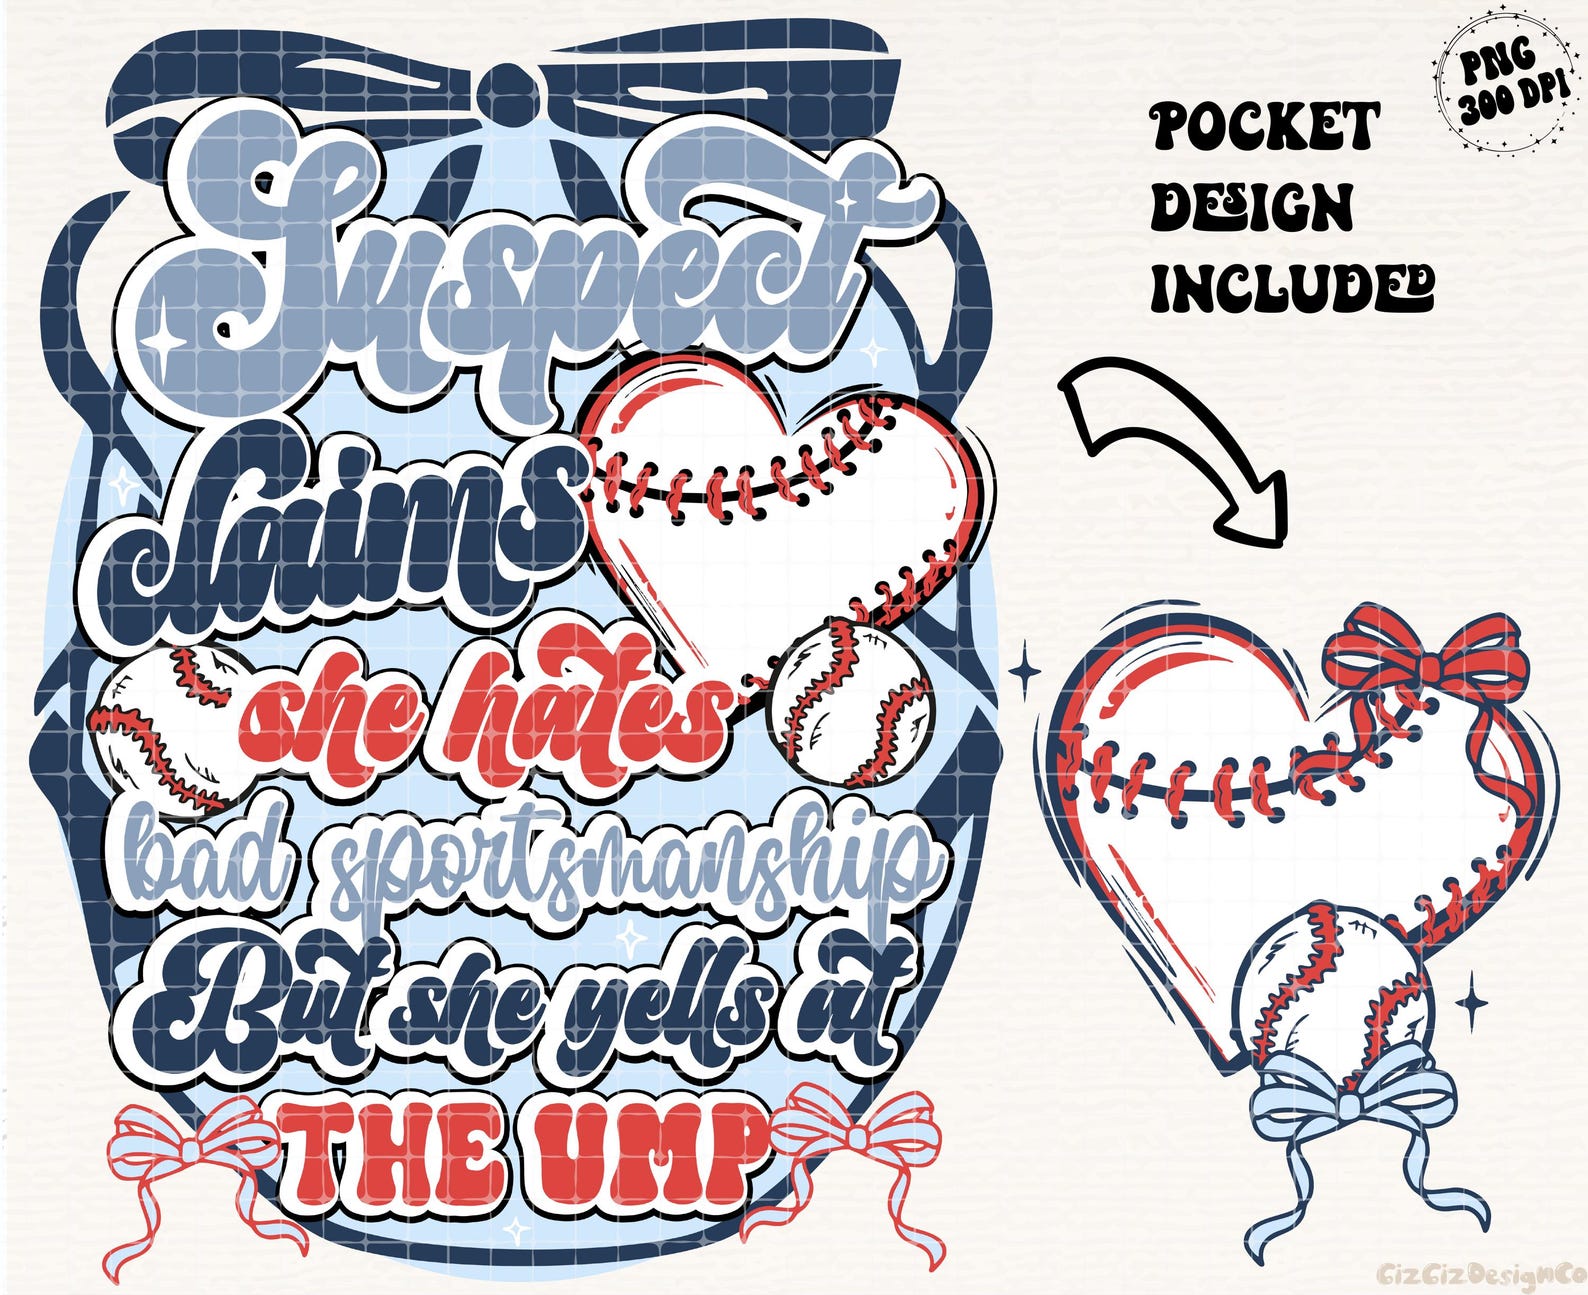 Suspect
claims
she hates
bad sportsmanship
But she yells at
THE UMP
POCKET
DESIGN
INCLUDED
PNG
300 DPI
GizGizDesignCo